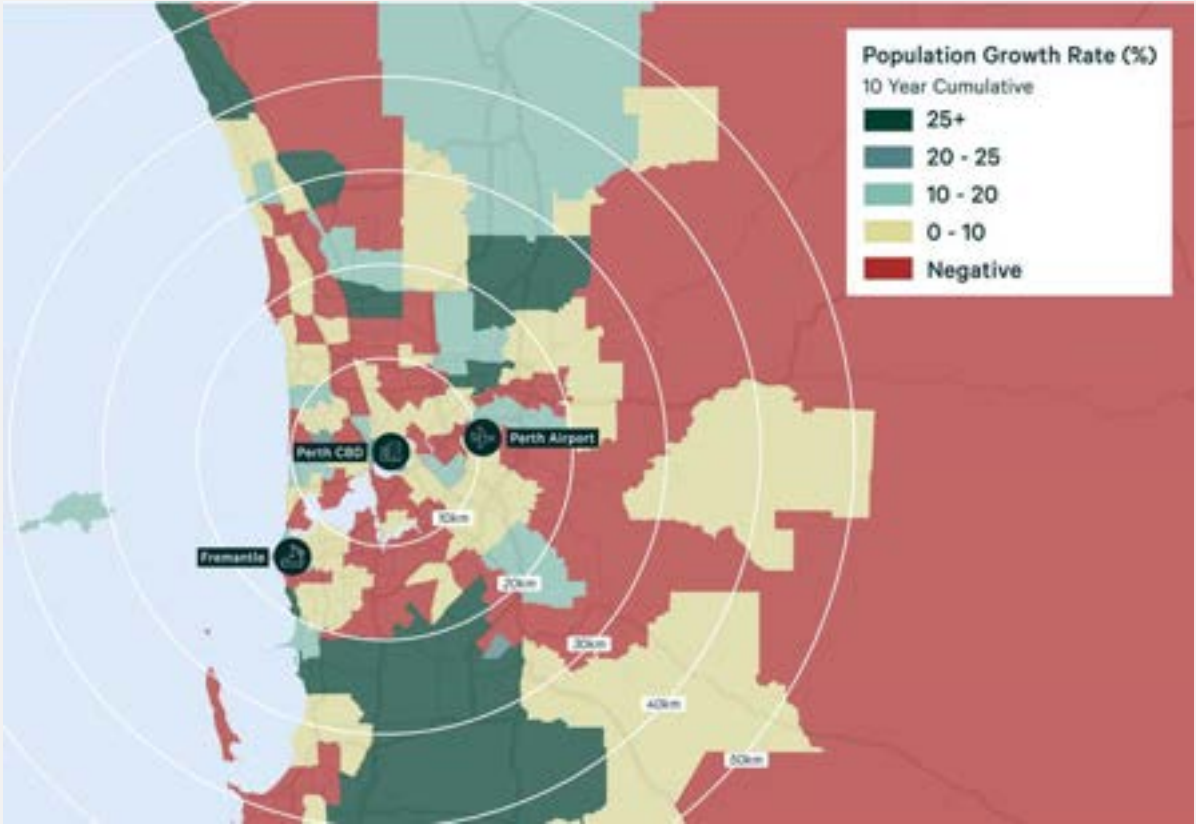 Population Growth Rate (%)
10 Year Cumulative
25+
20 - 25
10 - 20
0 - 10
Negative
Perth CBD
Perth Airport
10km
Fremantle
20km
30km
40km
50km